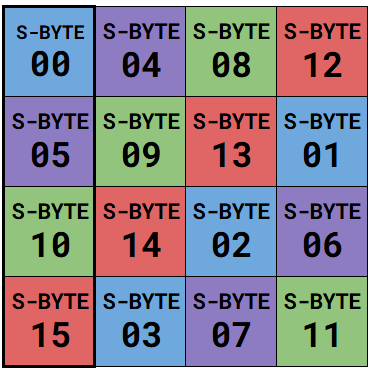 S-BYTE S-BYTE S-BYTE S-BYTE
00 04 08 12
S-BYTE S-BYTE S-BYTE S-BYTE
05 09 13 01
S-BYTE S-BYTE S-BYTE S-BYTE
10 14 02 06
S-BYTE S-BYTE S-BYTE S-BYTE
15 03 07 11